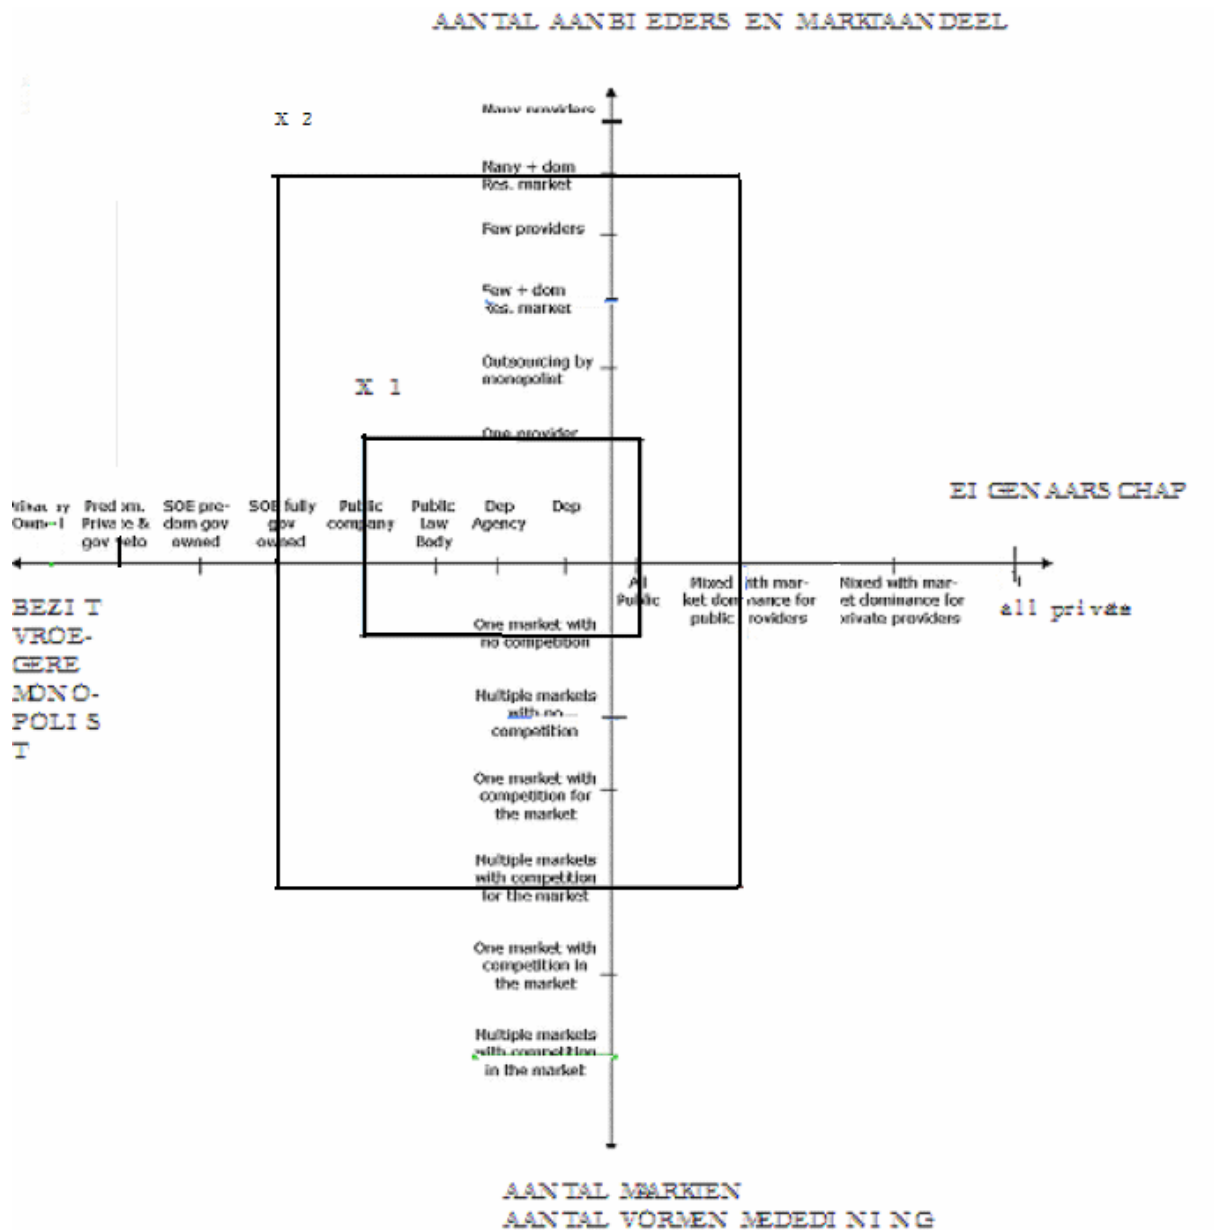 AANTAL AANBIEDERS EN MARKTAANDEEL
Many providers
X 2
Many + dom
Res. market
Few providers
Few + dom
Res. market
Outsourcing by
monopolist
X 1
One provider
EIGENAARSCHAP
Owned
Predom.
Private &
gov veto
SOE pre-
dom gov
owned
SOE fully
gov
owned
Public
company
Public
Law
Body
Dep
Agency
Dep
All
Public
Mixed with mar-
ket dominance for
public providers
Mixed with mar-
et dominance for
private providers
all private
BEZIT
VROE-
GERE
MONO-
POLIS
T
One market with
no competition
Multiple markets
with no
competition
One market with
competition for
the market
Multiple markets
with competition
for the market
One market with
competition in
the market
Multiple markets
with competition
in the market
AANTAL MARKTEN
AANTAL VORMEN MEDEDINING